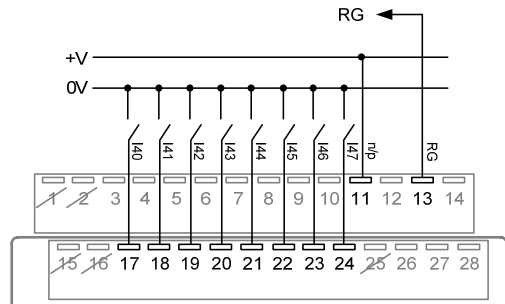 RG
+V
0V
I40 I41 I42 I43 I44 I45 I46 I47 n/p RG
1 2 3 4 5 6 7 8 9 10 11 12 13 14
15 16 17 18 19 20 21 22 23 24 25 26 27 28